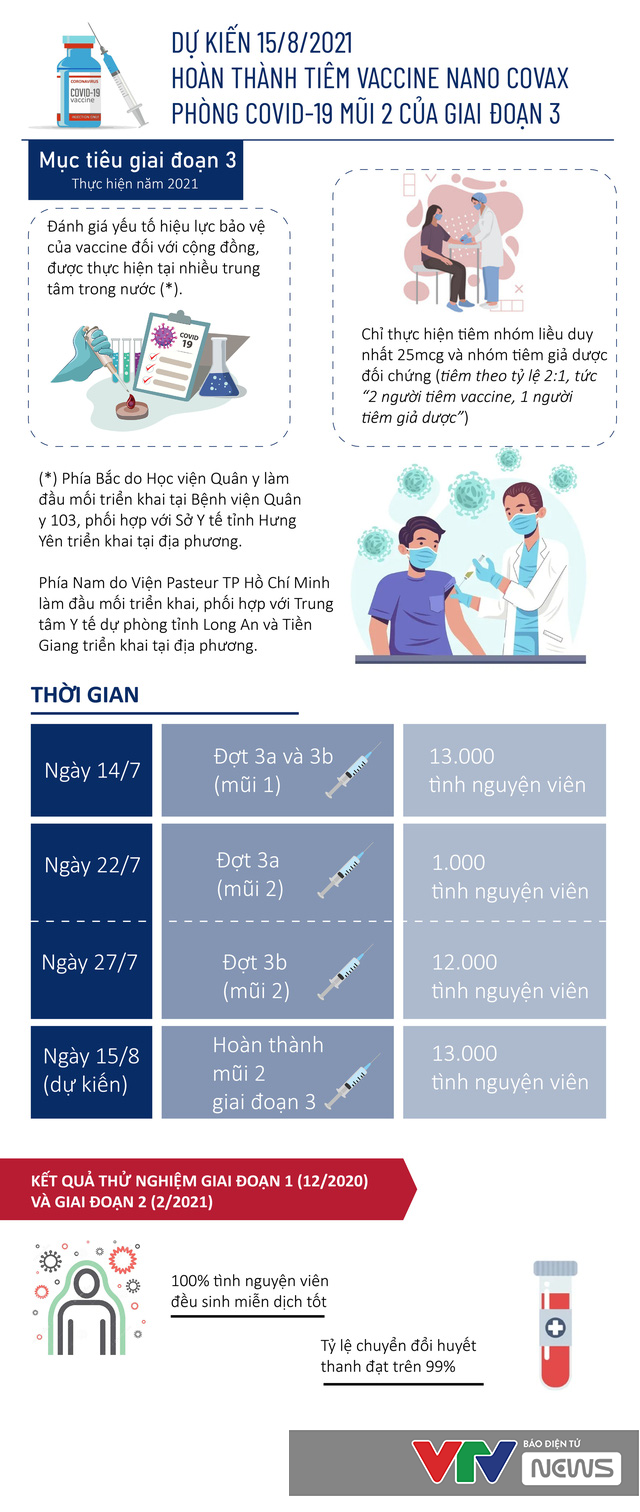 DỰ KIẾN 15/8/2021
HOÀN THÀNH TIÊM VACCINE NANO COVAX
PHÒNG COVID-19 MŨI 2 CỦA GIAI ĐOẠN 3
CORONAVIRUS
COVID-19
vaccine
INJECTION ONLY
Mục tiêu giai đoạn 3
Thực hiện năm 2021
Đánh giá yếu tố hiệu lực bảo vệ
của vaccine đối với cộng đồng,
được thực hiện tại nhiều trung
tâm trong nước (*).
COVID
19
Chỉ thực hiện tiêm nhóm liều duy
nhất 25mcg và nhóm tiêm giả dược
đối chứng (tiêm theo tỷ lệ 2:1, tức
“2 người tiêm vaccine, 1 người
tiêm giả dược”)
(*) Phía Bắc do Học viện Quân y làm
đầu mối triển khai tại Bệnh viện Quân
y 103, phối hợp với Sở Y tế tỉnh Hưng
Yên triển khai tại địa phương.
Phía Nam do Viện Pasteur TP Hồ Chí Minh
làm đầu mối triển khai, phối hợp với Trung
tâm Y tế dự phòng tỉnh Long An và Tiền
Giang triển khai tại địa phương.
THỜI GIAN
Ngày 14/7
Đợt 3a và 3b
(mũi 1)
13.000
tình nguyện viên
Ngày 22/7
Đợt 3a
(mũi 2)
1.000
tình nguyện viên
Ngày 27/7
Đợt 3b
(mũi 2)
12.000
tình nguyện viên
Ngày 15/8
(dự kiến)
Hoàn thành
mũi 2
giai đoạn 3
13.000
tình nguyện viên
KẾT QUẢ THỬ NGHIỆM GIAI ĐOẠN 1 (12/2020)
VÀ GIAI ĐOẠN 2 (2/2021)
100% tình nguyện viên
đều sinh miễn dịch tốt
Tỷ lệ chuyển đổi huyết
thanh đạt trên 99%
VTV
BÁO ĐIỆN TỬ
NEWS